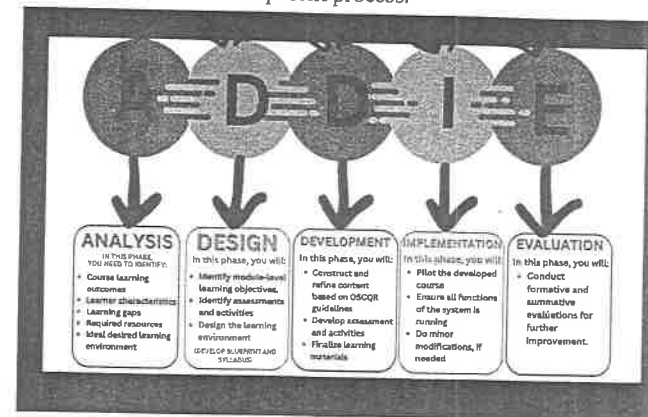 process.
A D D I E
ANALYSIS
IN THIS PHASE,
YOU NEED TO IDENTIFY:
• Course learning
outcomes
• Learner characteristics
• Learning gaps
• Required resources
• Ideal desired learning
environment
DESIGN
In this phase, you will:
• Identify module-level
learning objectives.
• Identify assessments
and activities
• Design the learning
environment
(DEVELOP BLUEPRINT AND
SYLLABUS)
DEVELOPMENT
In this phase, you will:
• Construct and
refine content
based on OSCQR
guidelines
• Develop assessment
and activities
• Finalize learning
materials
IMPLEMENTATION
In this phase, you will:
• Pilot the developed
course
• Ensure all functions
of the system is
running
• Do minor
modifications, if
needed
EVALUATION
In this phase, you will:
• Conduct
formative and
summative
evaluations for
further
improvement.